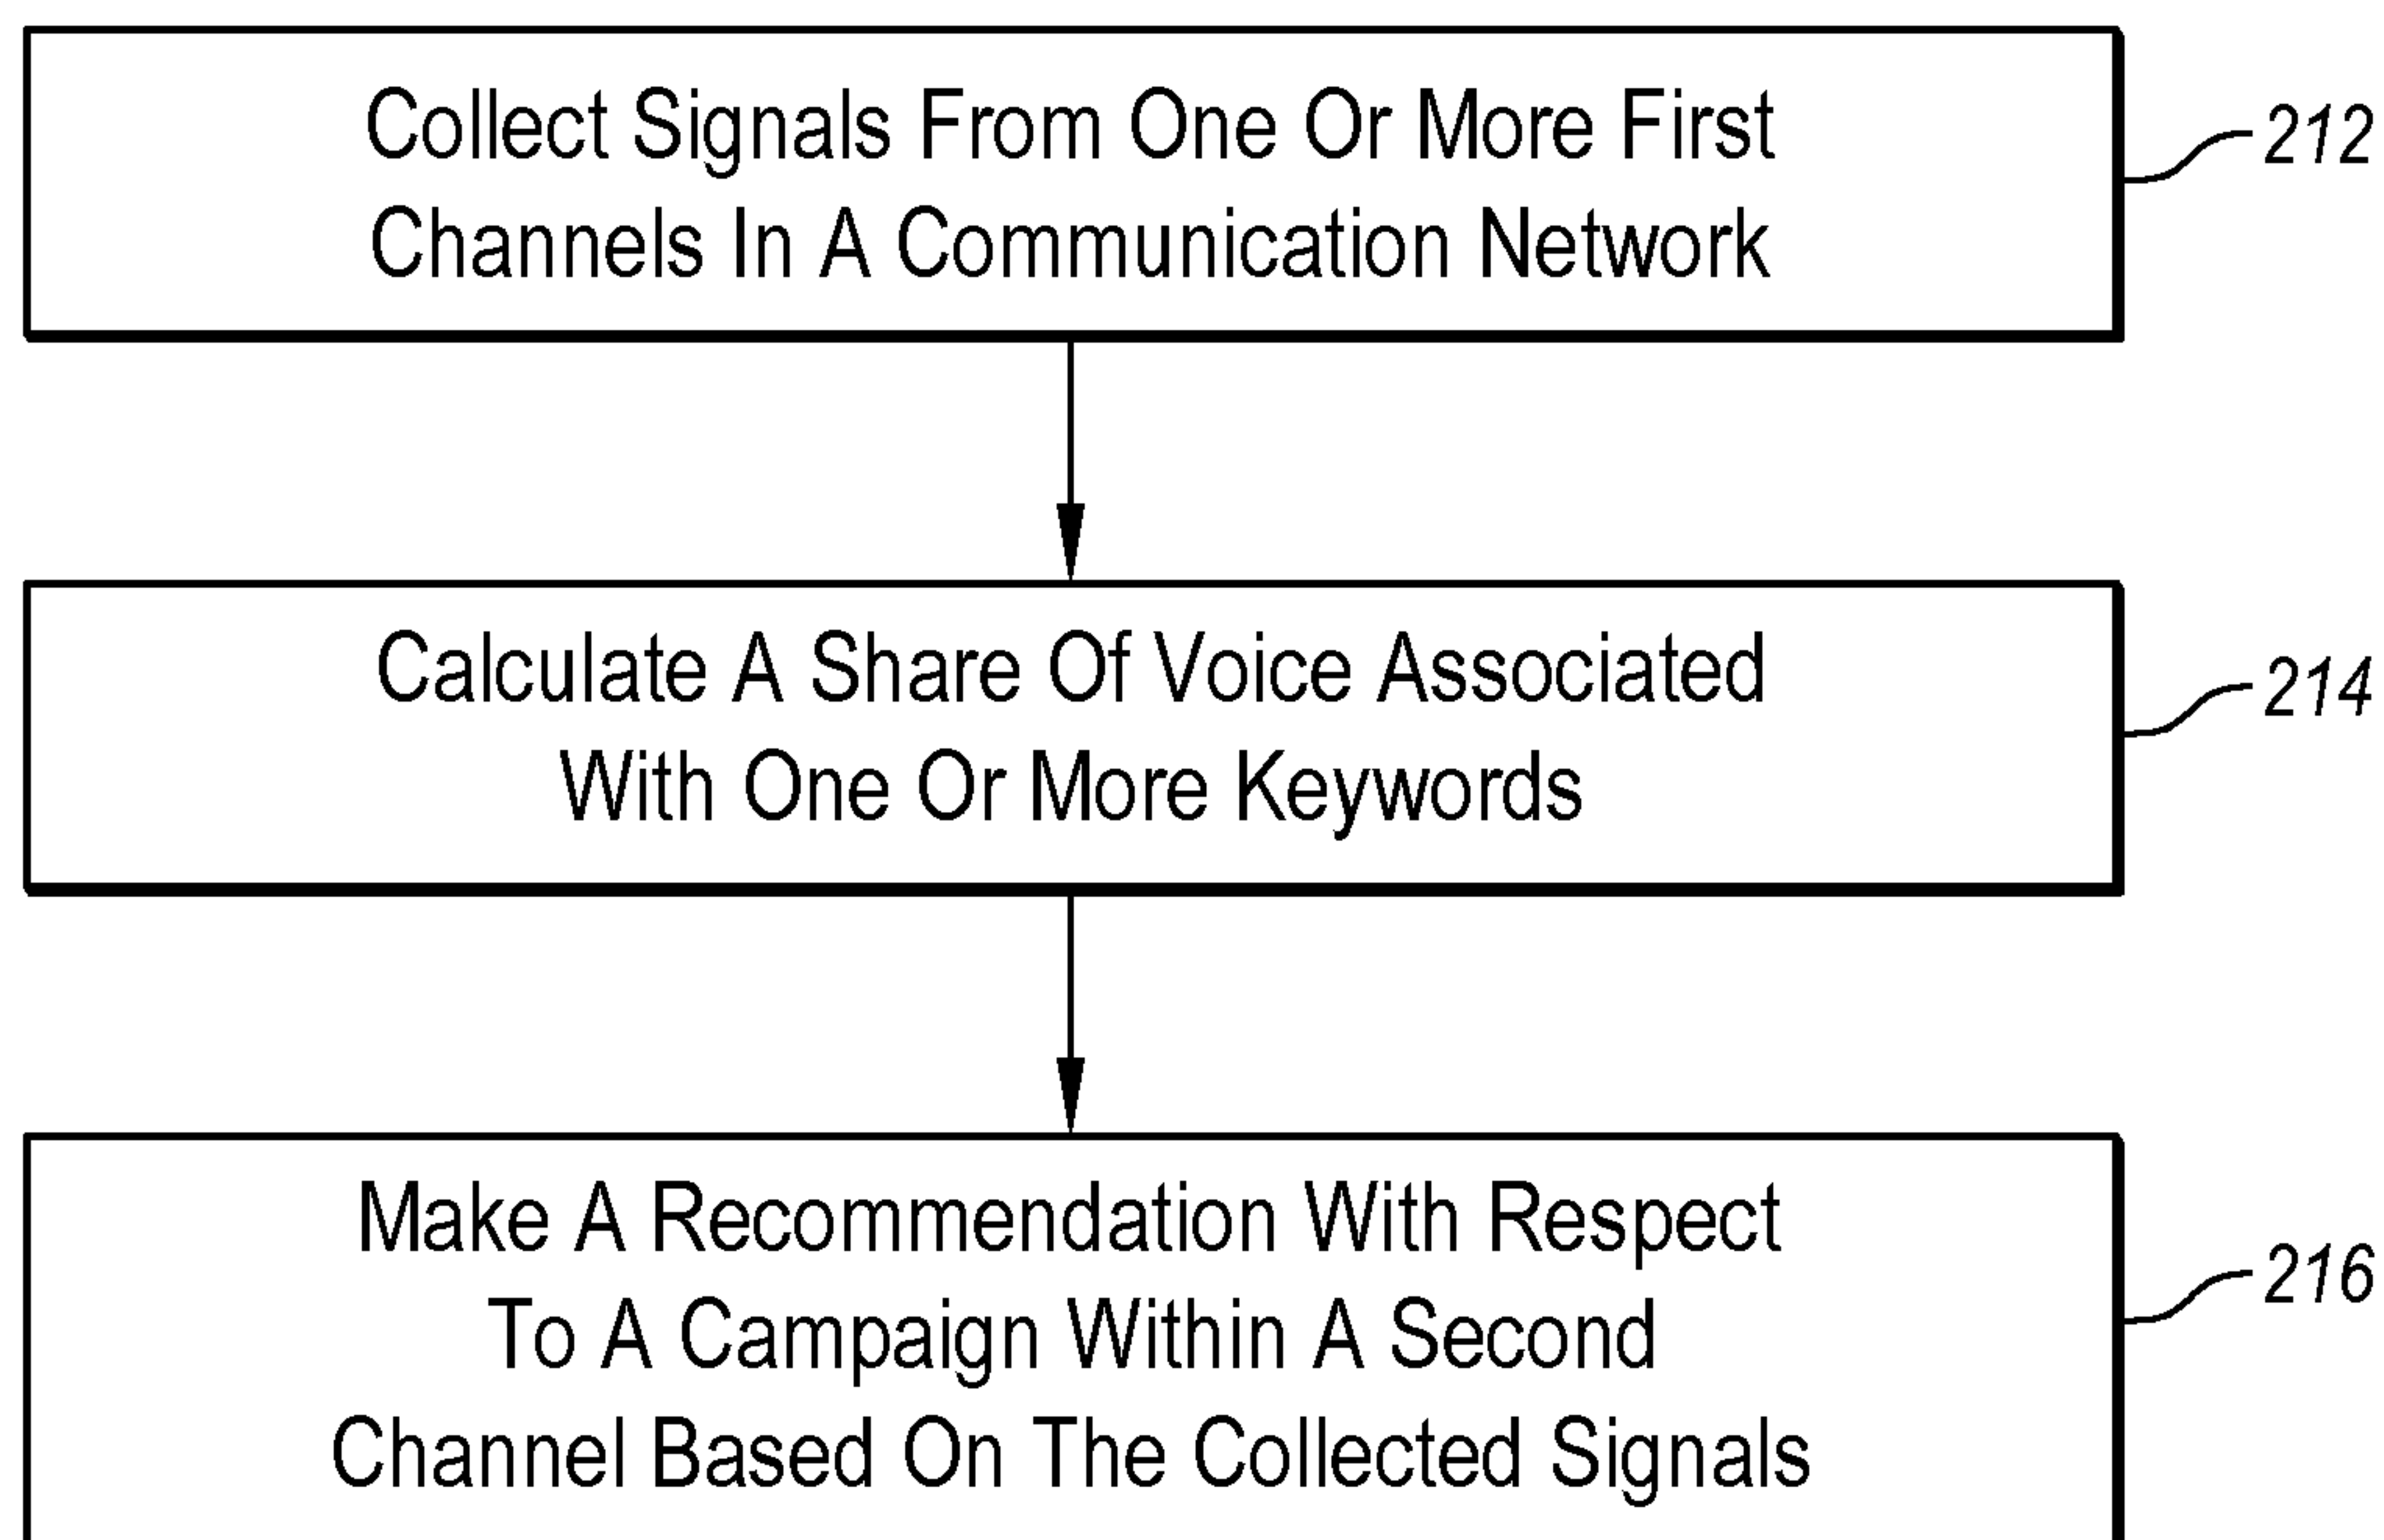 Collect Signals From One Or More First
Channels In A Communication Network
212
Calculate A Share Of Voice Associated
With One Or More Keywords
214
Make A Recommendation With Respect
To A Campaign Within A Second
Channel Based On The Collected Signals
216